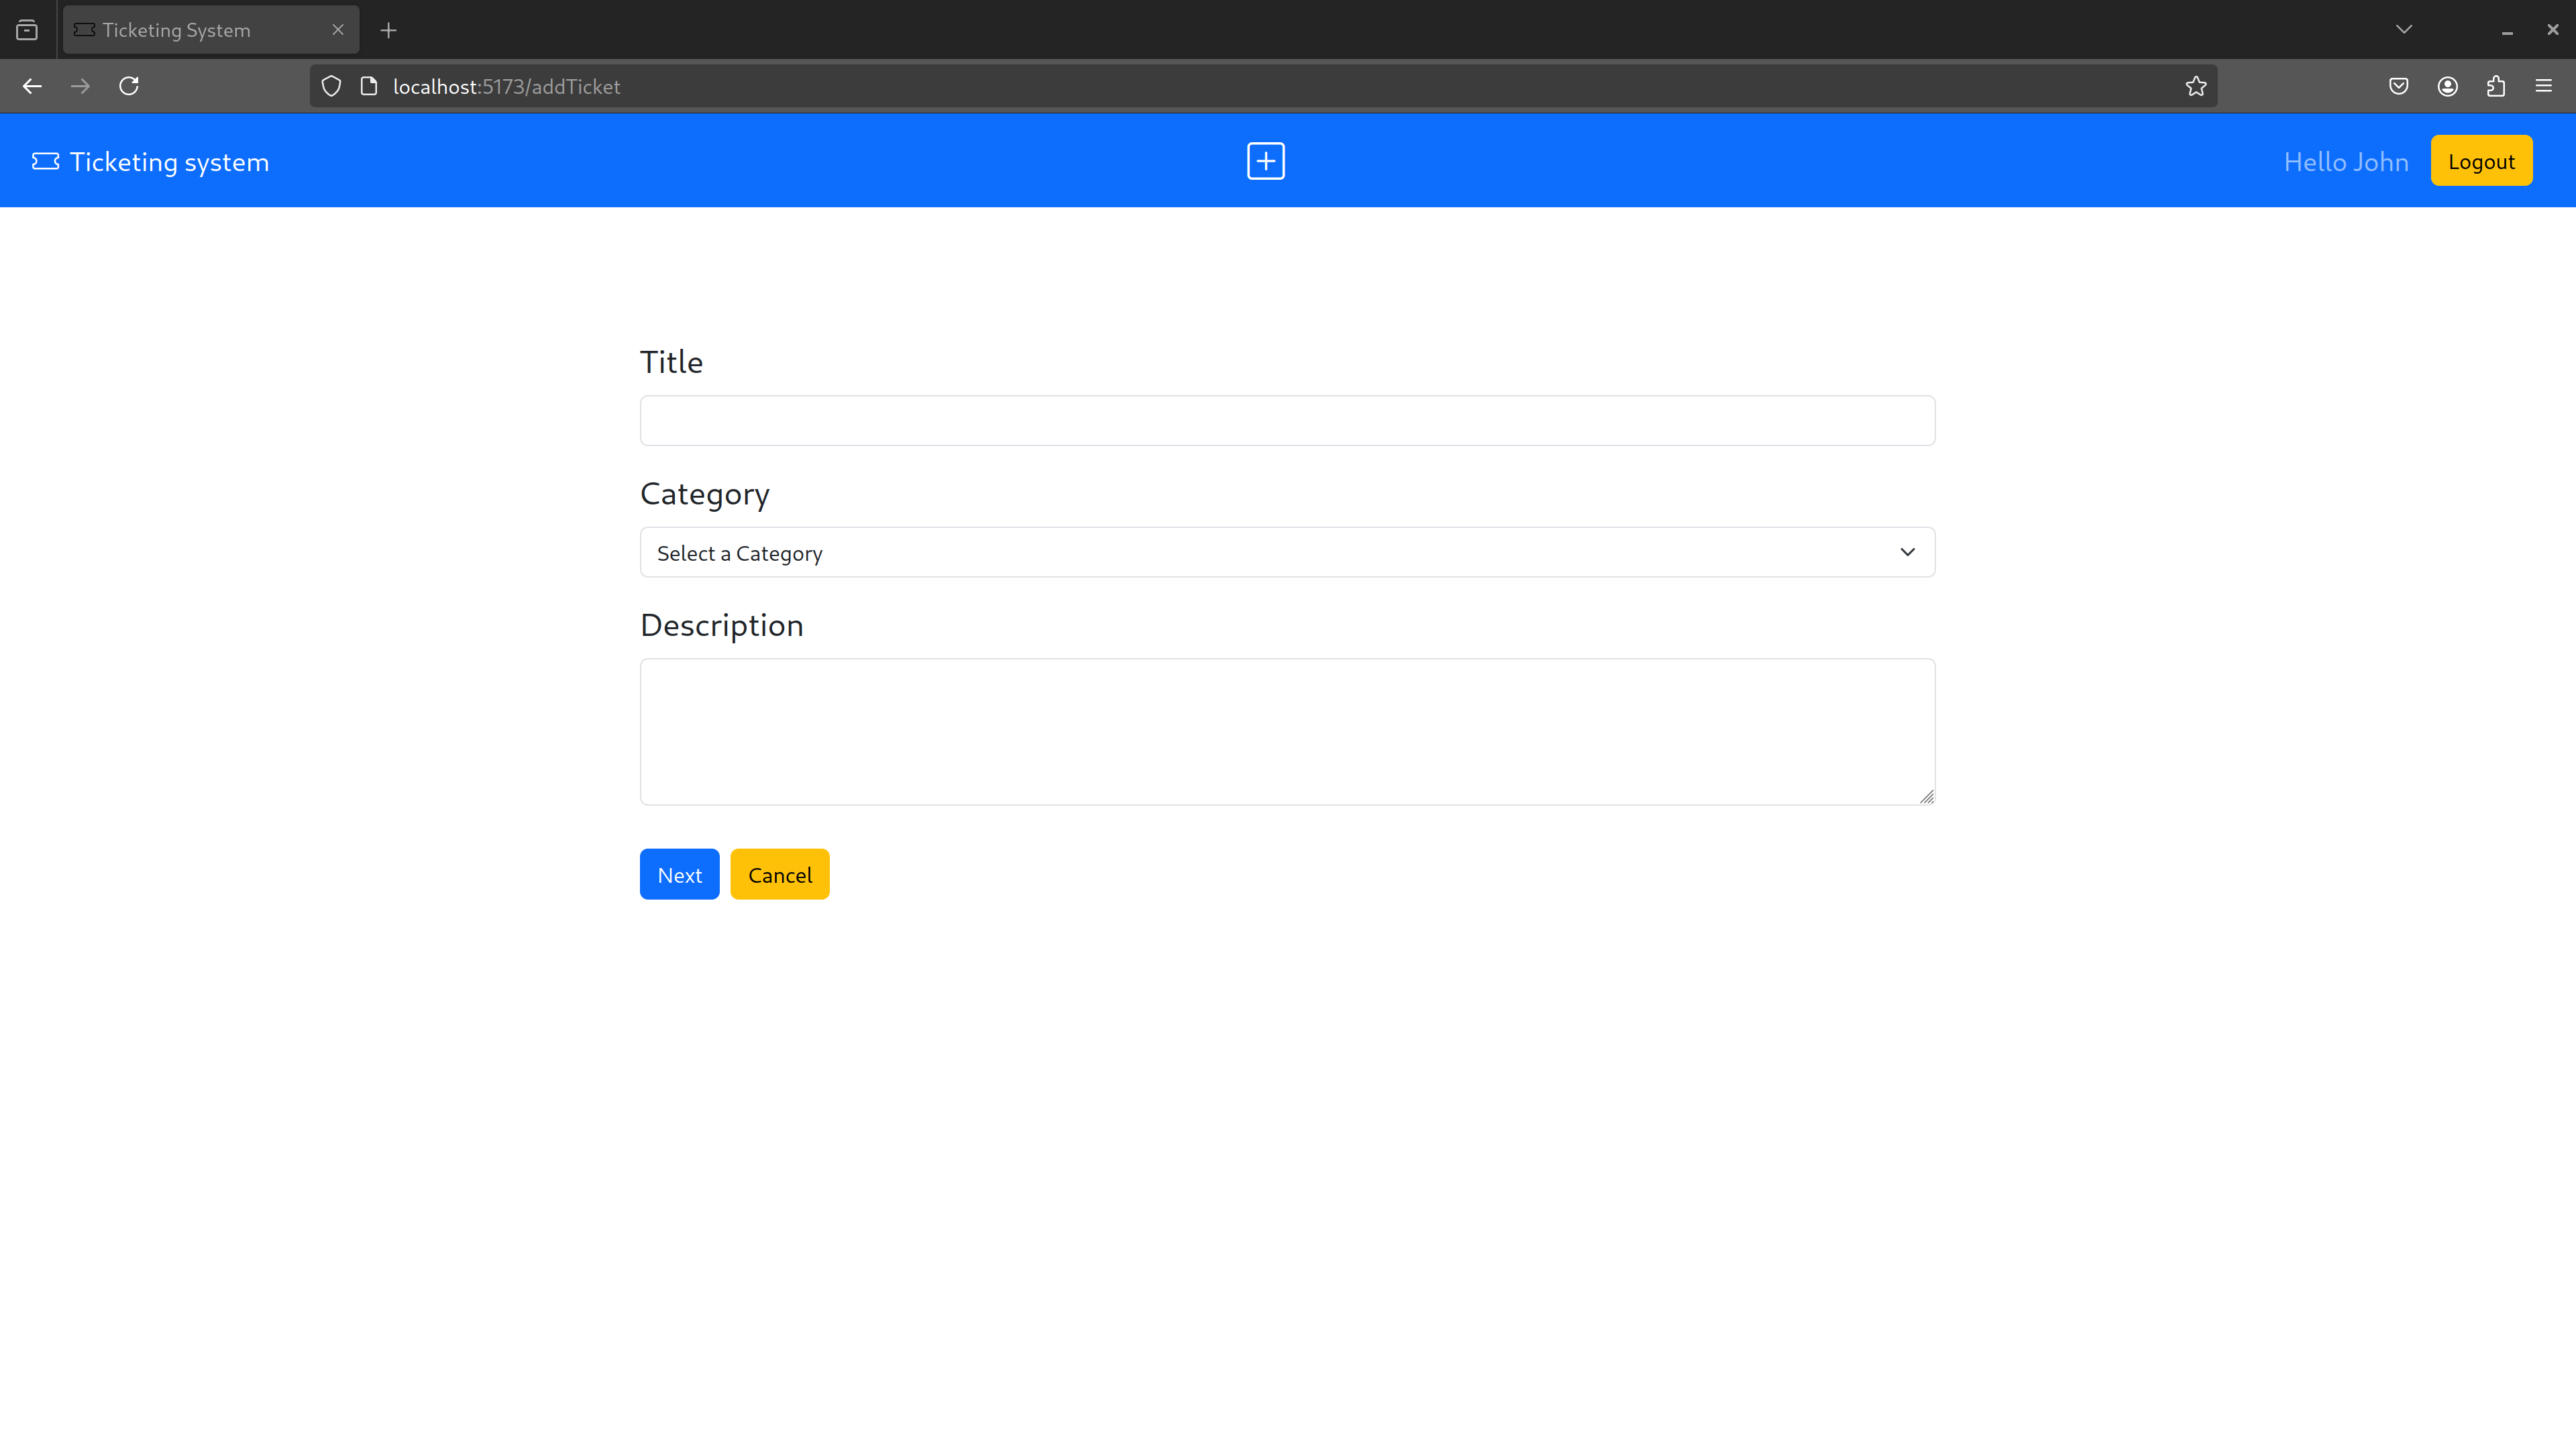 Ticketing System
localhost:5173/addTicket
Ticketing system
Hello John
Logout
Title
Category
Select a Category
Description
Next
Cancel